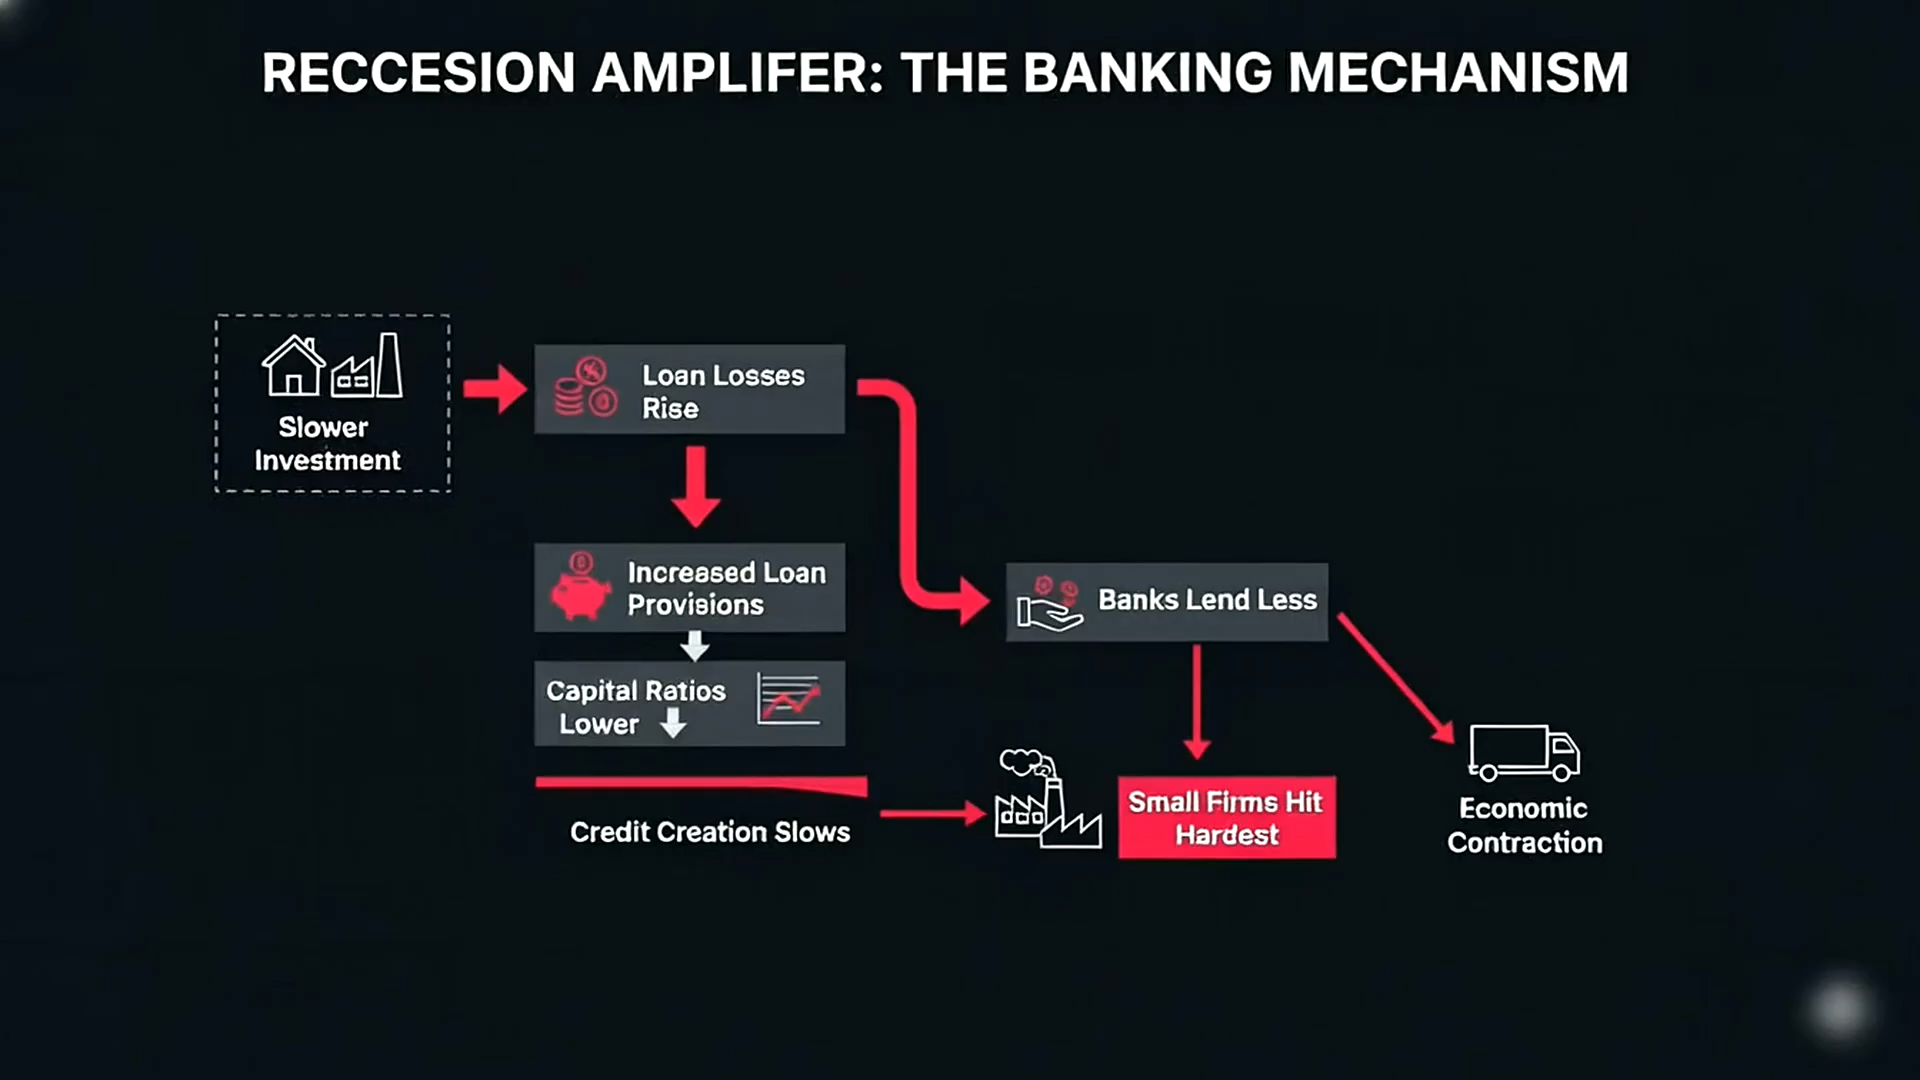 RECCESION AMPLIFER: THE BANKING MECHANISM
Slower
Investment
Loan Losses
Rise
Increased Loan
Provisions
Capital Ratios
Lower
Credit Creation Slows
Banks Lend Less
Small Firms Hit
Hardest
Economic
Contraction